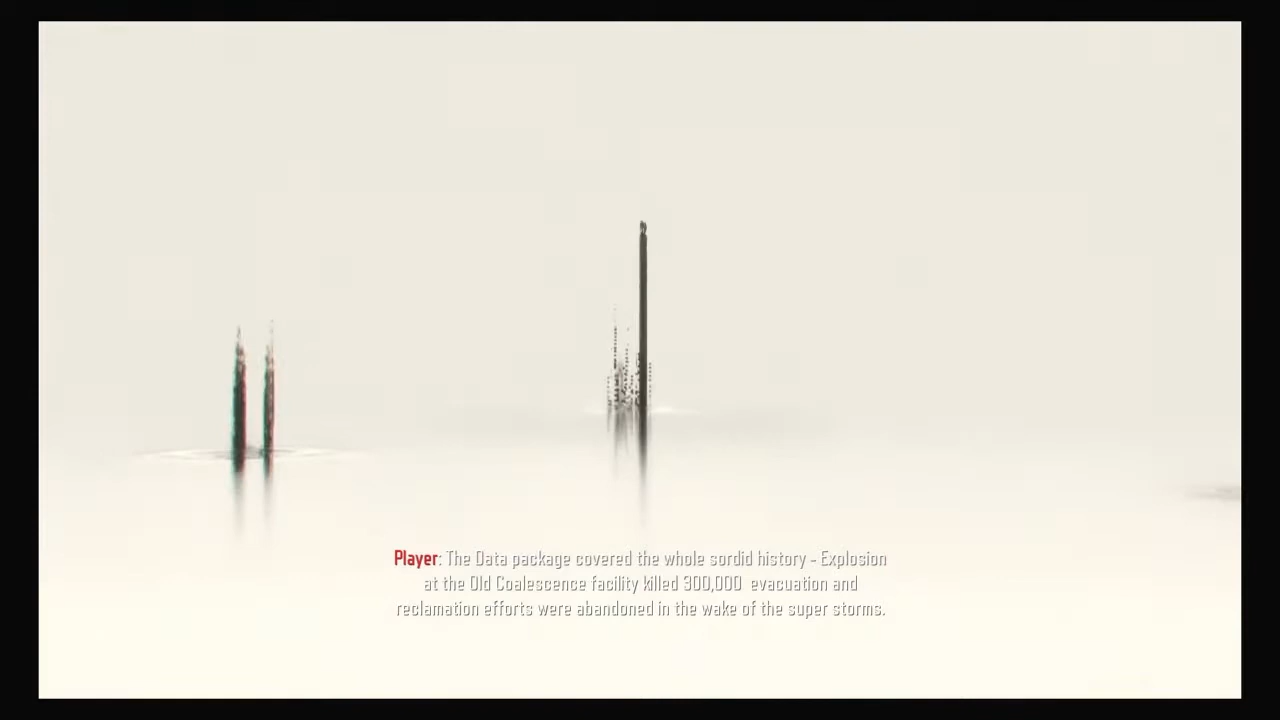 Player: The Data package covered the whole sordid history - Explosion
at the Old Coalescence facility killed 300,000  evacuation and
reclamation efforts were abandoned in the wake of the super storms.